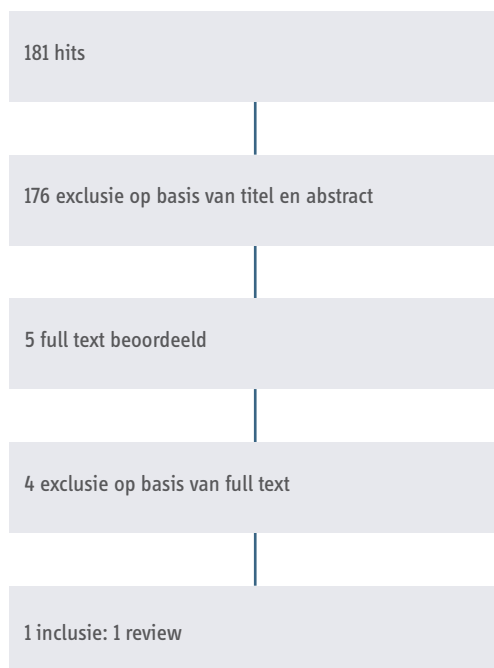 181 hits
176 exclusie op basis van titel en abstract
5 full text beoordeeld
4 exclusie op basis van full text
1 inclusie: 1 review